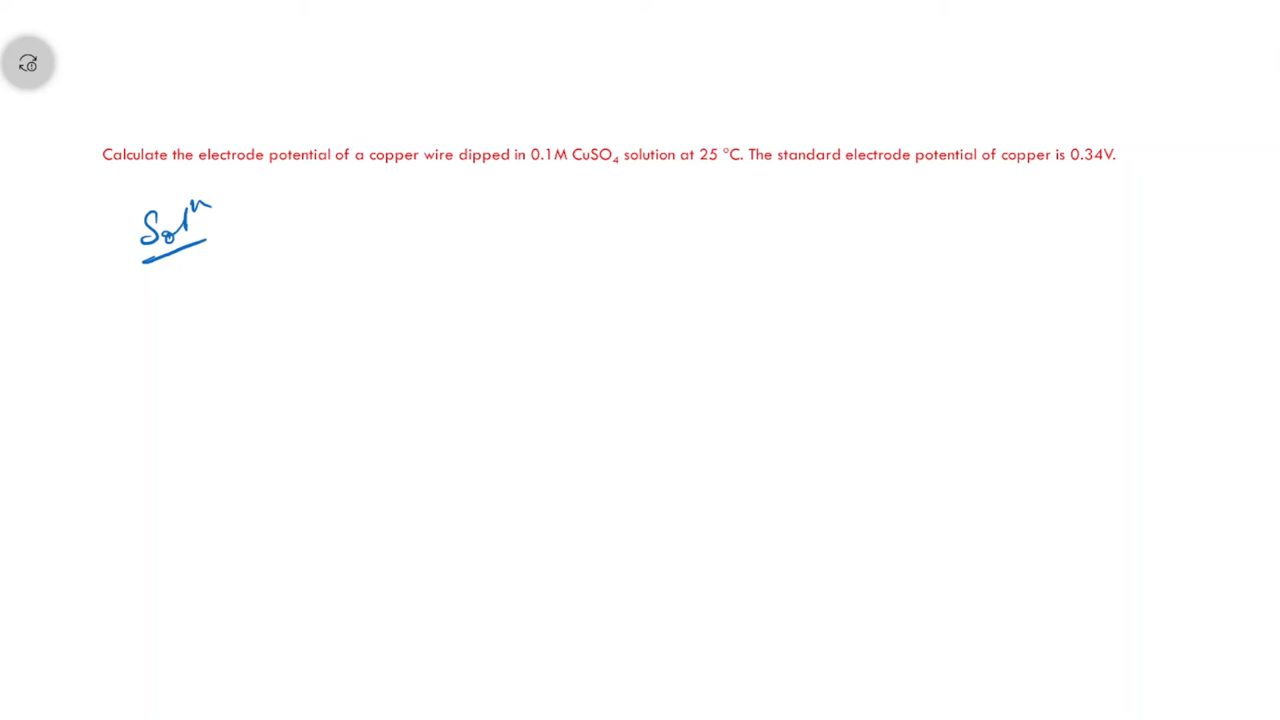 Calculate the electrode potential of a copper wire dipped in 0.1M CuSO₄ solution at 25 °C. The standard electrode potential of copper is 0.34V.
Solⁿ